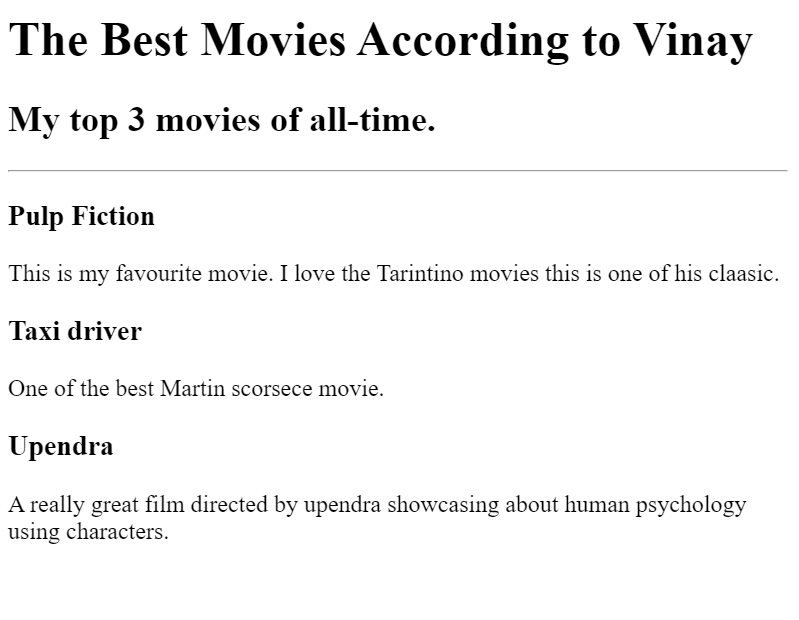 The Best Movies According to Vinay
My top 3 movies of all-time.
Pulp Fiction
This is my favourite movie. I love the Tarintino movies this is one of his claasic.
Taxi driver
One of the best Martin scorsece movie.
Upendra
A really great film directed by upendra showcasing about human psychology
using characters.